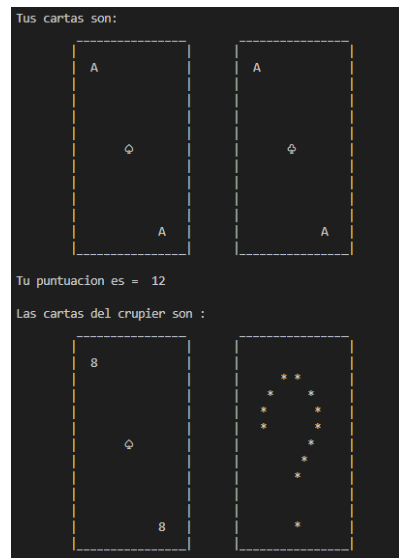 Tus cartas son:
A A
♤ ♧
A A
Tu puntuacion es = 12
Las cartas del crupier son :
8
* *
* *
* *
* *
♤ *
*
*
8 *